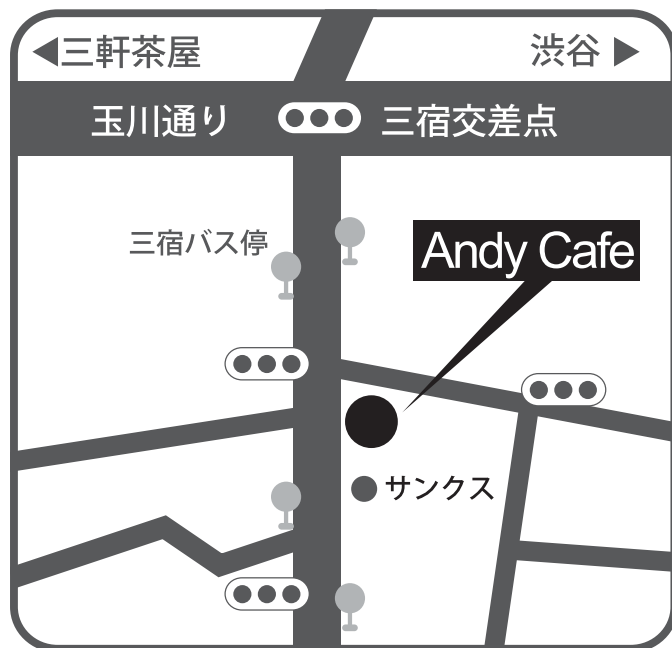 ◀三軒茶屋
渋谷▶
玉川通り
三宿交差点
三宿バス停
Andy Cafe
サンクス